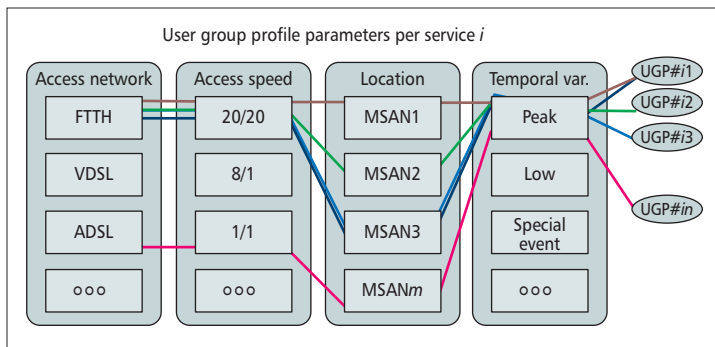 User group profile parameters per service i
Access network
Access speed
Location
Temporal var.
FTTH
VDSL
ADSL
ooo
20/20
8/1
1/1
ooo
MSAN1
MSAN2
MSAN3
MSANm
Peak
Low
Special
event
ooo
UGP#i1
UGP#i2
UGP#i3
UGP#in